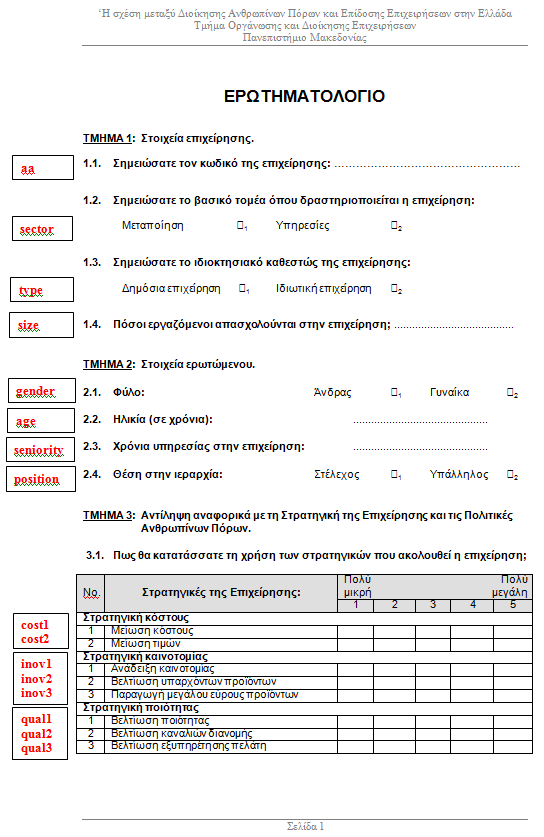 ‘Η σχέση μεταξύ Διοίκησης Ανθρωπίνων Πόρων και Επίδοσης Επιχειρήσεων στην Ελλάδα
Τμήμα Οργάνωσης και Διοίκησης Επιχειρήσεων
Πανεπιστήμιο Μακεδονίας
ΕΡΩΤΗΜΑΤΟΛΟΓΙΟ
ΤΜΗΜΑ 1: Στοιχεία επιχείρησης.
aa
1.1. Σημειώσατε τον κωδικό της επιχείρησης: ……………………………………………
1.2. Σημειώσατε το βασικό τομέα όπου δραστηριοποιείται η επιχείρηση:
sector
Μεταποίηση □1 Υπηρεσίες □2
1.3. Σημειώσατε το ιδιοκτησιακό καθεστώς της επιχείρησης:
type
Δημόσια επιχείρηση □1 Ιδιωτική επιχείρηση □2
size
1.4. Πόσοι εργαζόμενοι απασχολούνται στην επιχείρηση; ........................................
ΤΜΗΜΑ 2: Στοιχεία ερωτώμενου.
gender
2.1. Φύλο: Άνδρας □1 Γυναίκα □2
age
2.2. Ηλικία (σε χρόνια): .............................................
seniority
2.3. Χρόνια υπηρεσίας στην επιχείρηση: .............................................
position
2.4. Θέση στην ιεραρχία: Στέλεχος □1 Υπάλληλος □2
ΤΜΗΜΑ 3: Αντίληψη αναφορικά με τη Στρατηγική της Επιχείρησης και τις Πολιτικές
Ανθρωπίνων Πόρων.
3.1. Πως θα κατατάσσατε τη χρήση των στρατηγικών που ακολουθεί η επιχείρηση;
No. Στρατηγικές της Επιχείρησης: Πολύ μικρή Πολύ μεγάλη
1 2 3 4 5
Στρατηγική κόστους
cost1
1 Μείωση κόστους
cost2
2 Μείωση τιμων
Στρατηγική καινοτομίας
inov1
1 Ανάδειξη καινοτομίας
inov2
2 Βελτίωση υπαρχόντων προϊόντων
inov3
3 Παραγωγή μεγάλου εύρους προϊόντων
Στρατηγική ποιότητας
qual1
1 Βελτίωση ποιότητας
qual2
2 Βελτίωση καναλιών διανομής
qual3
3 Βελτίωση εξυπηρέτησης πελάτη
Σελίδα 1